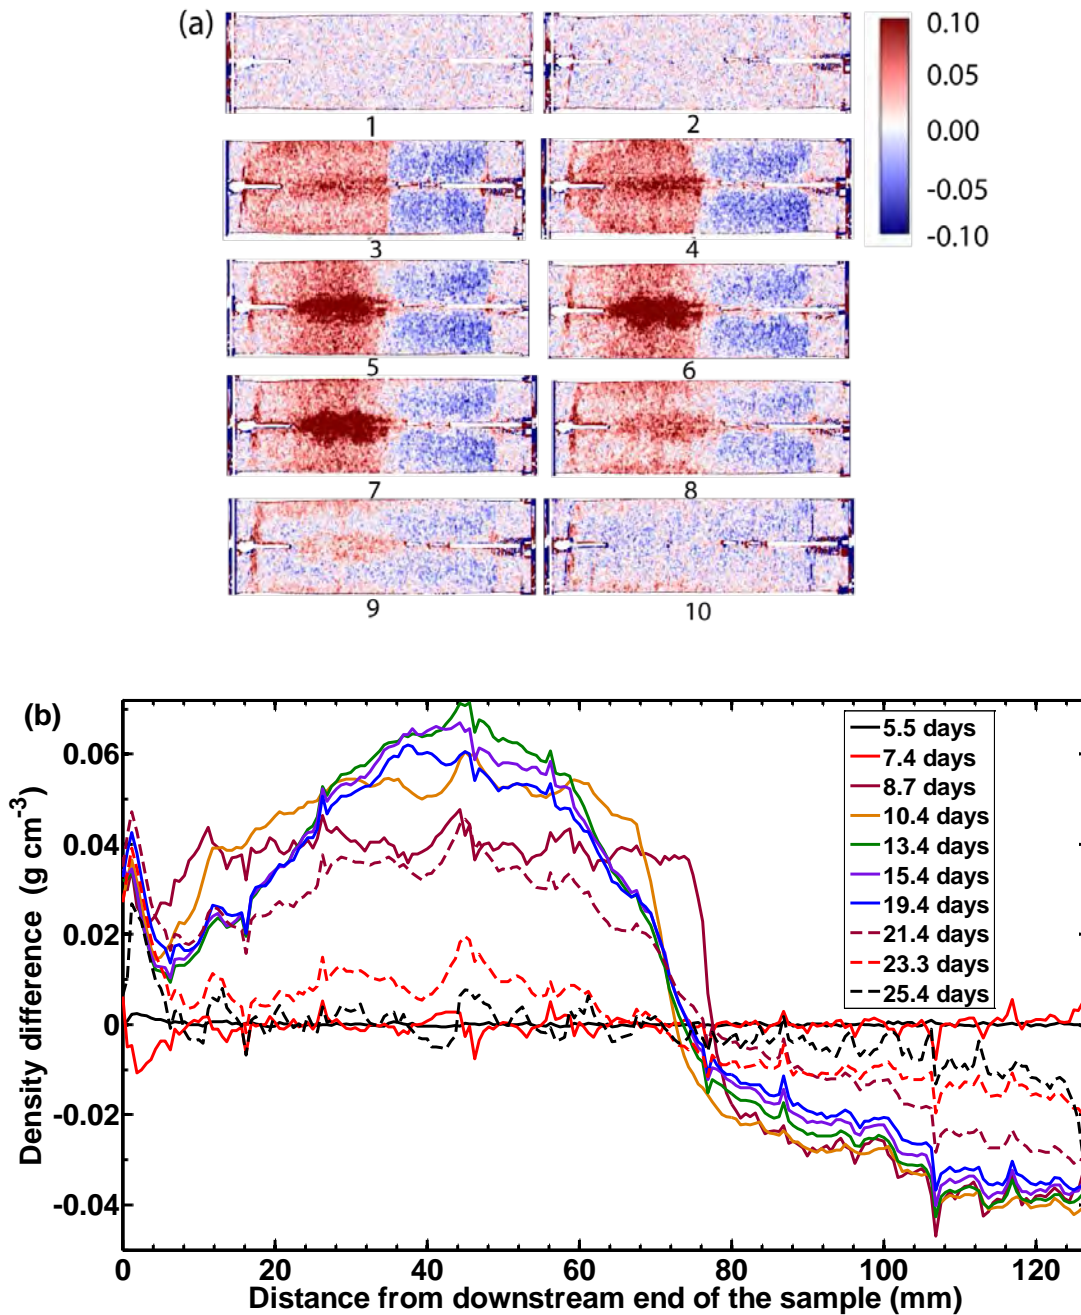 (a)
0.10
0.05
0.00
-0.05
-0.10
1
2
3
4
5
6
7
8
9
10
(b)
0.06
0.04
0.02
0
-0.02
-0.04
Density difference (g cm-3)
5.5 days
7.4 days
8.7 days
10.4 days
13.4 days
15.4 days
19.4 days
21.4 days
23.3 days
25.4 days
0 20 40 60 80 100 120
Distance from downstream end of the sample (mm)